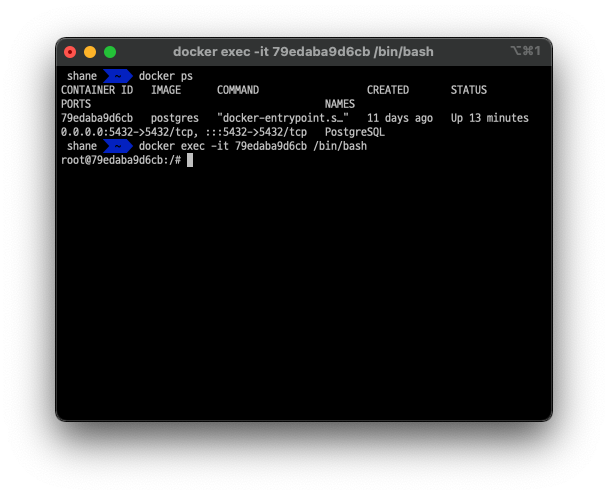 docker exec -it 79edaba9d6cb /bin/bash ⌥⌘1
shane ~ docker ps
CONTAINER ID IMAGE COMMAND CREATED STATUS
PORTS NAMES
79edaba9d6cb postgres "docker-entrypoint.s…" 11 days ago Up 13 minutes
0.0.0.0:5432->5432/tcp, :::5432->5432/tcp PostgreSQL
shane ~ docker exec -it 79edaba9d6cb /bin/bash
root@79edaba9d6cb:/#